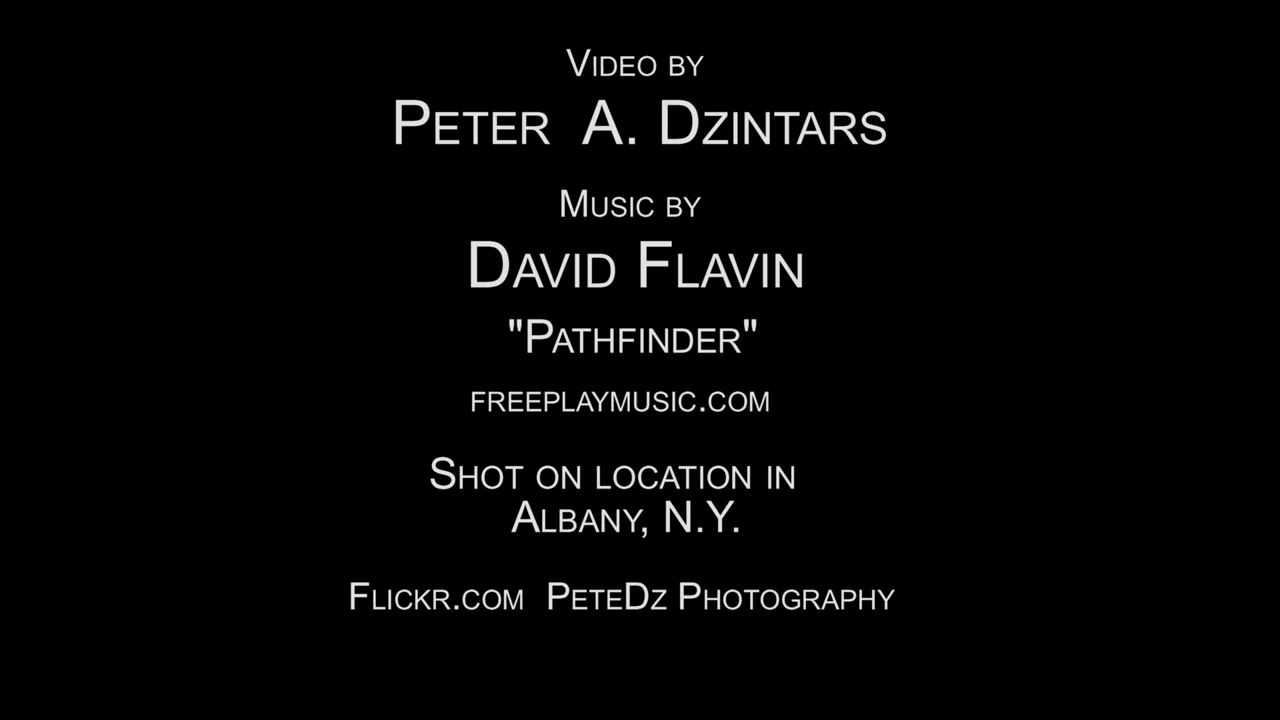 Video by
Peter A. Dzintars
Music by
David Flavin
"Pathfinder"
freeplaymusic.com
Shot on location in
Albany, N.Y.
Flickr.com PeteDz Photography